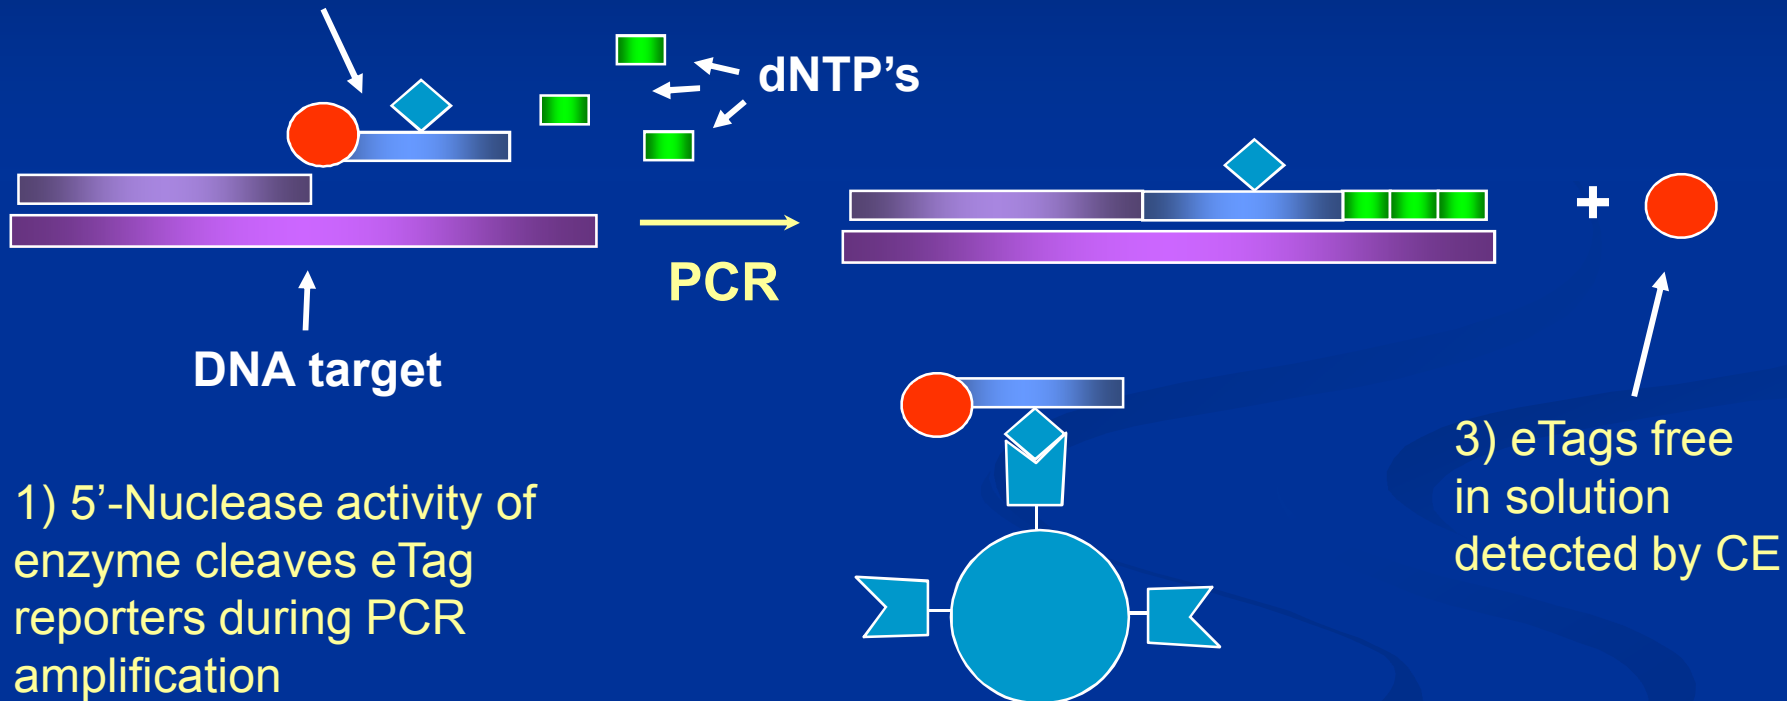 dNTP’s
PCR
DNA target
1) 5’-Nuclease activity of
enzyme cleaves eTag
reporters during PCR
amplification
+
3) eTags free
in solution
detected by CE